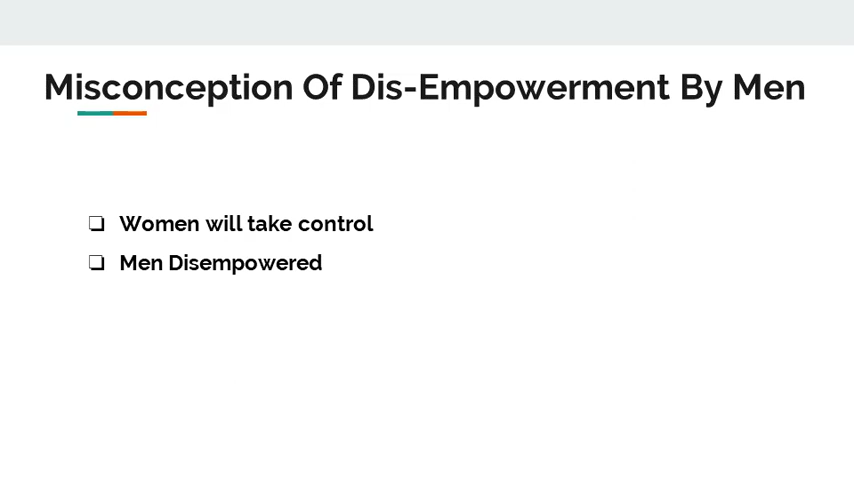 Misconception Of Dis-Empowerment By Men
❏ Women will take control
❏ Men Disempowered